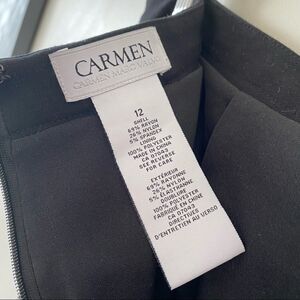 CARMEN
CARMEN MARC VALVO
12
SHELL
69% RAYON
26% NYLON
5% SPANDEX
LINING
100% POLYESTER
MADE IN CHINA
CA 07043
SEE REVERSE
FOR CARE
EXTÉRIEUR
69% RAYONNE
26% NYLON
5% ÉLASTHANNE
DOUBLURE
100% POLYESTER
FABRIQUÉ EN CHINE
CA 07043
DIRECTIVES
D'ENTRETIEN AU VERSO